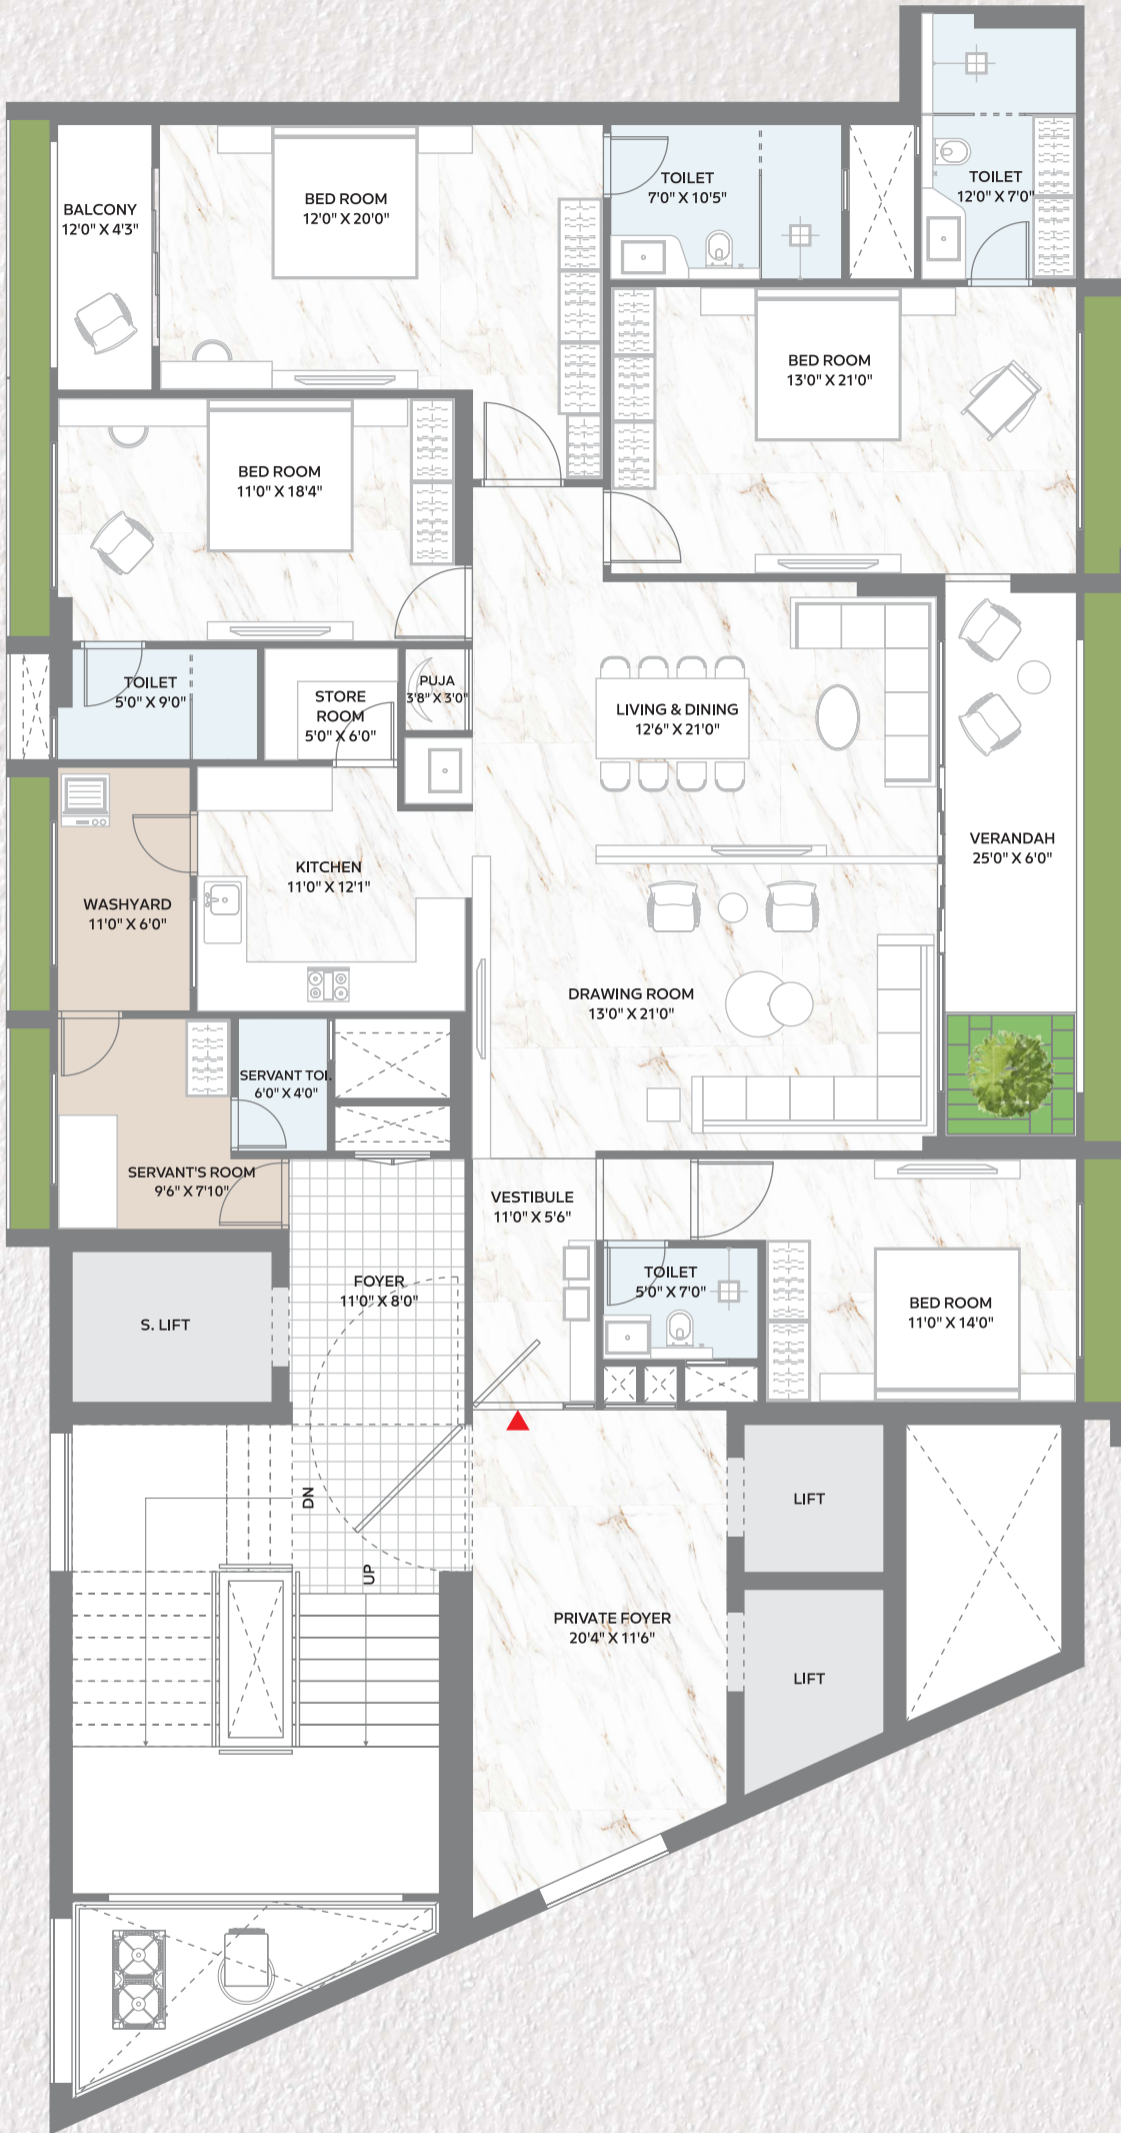 BALCONY
12'0" X 4'3"
BED ROOM
12'0" X 20'0"
TOILET
7'0" X 10'5"
TOILET
12'0" X 7'0"
BED ROOM
13'0" X 21'0"
BED ROOM
11'0" X 18'4"
TOILET
5'0" X 9'0"
STORE
ROOM
5'0" X 6'0"
PUJA
3'8" X 3'0"
LIVING & DINING
12'6" X 21'0"
VERANDAH
25'0" X 6'0"
KITCHEN
11'0" X 12'1"
WASHYARD
11'0" X 6'0"
DRAWING ROOM
13'0" X 21'0"
SERVANT TOI.
6'0" X 4'0"
SERVANT'S ROOM
9'6" X 7'10"
VESTIBULE
11'0" X 5'6"
FOYER
11'0" X 8'0"
TOILET
5'0" X 7'0"
BED ROOM
11'0" X 14'0"
S. LIFT
DN
UP
LIFT
PRIVATE FOYER
20'4" X 11'6"
LIFT